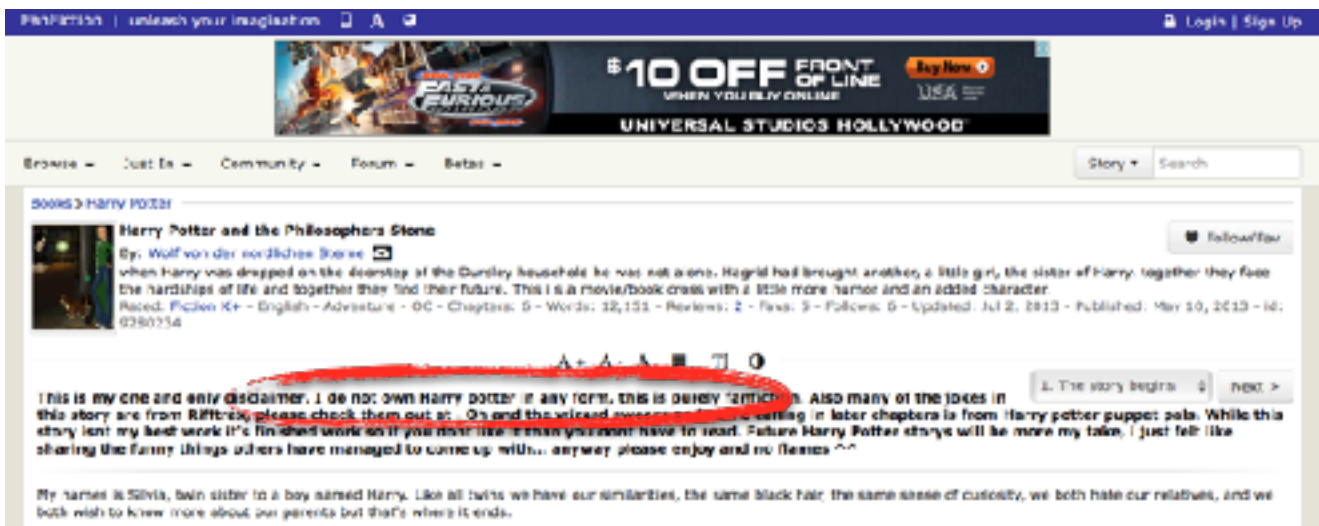 FanFiction | unleash your imagination
Login | Sign Up
FAST & FURIOUS
$10 OFF FRONT OF LINE
WHEN YOU BUY ONLINE
Buy Now
UNIVERSAL STUDIOS HOLLYWOOD
Browse Just In Community Forum Betas
Story Search
Books > Harry Potter
Harry Potter and the Philosophers Stone
Follow/Fav
By: Wolf von der nordlichen Sterne
when Harry was dropped on the doorstep of the Dursley household he was not alone. Hagrid had brought another, a little girl, the sister of Harry. together they face
the hardships of life and together they find their future. This is a movie/book cross with a little more humor and an added character.
Rated: Fiction K+ - English - Adventure - OC - Chapters: 6 - Words: 12,151 - Reviews: 2 - Favs: 5 - Follows: 6 - Updated: Jul 2, 2013 - Published: May 10, 2013 - id:
A+ A- A
1. The story begins Next >
This is my one and only disclaimer. I do not own Harry potter in any form, this is purely fanfiction. Also many of the jokes in
this story are from Rifftrax please check them out at . Oh and the wizard in later chapters is from Harry potter puppet pals. While this
story isnt my best work it's finished work so if you dont like it than you dont have to read. Future Harry Potter storys will be more my take, I just felt like
sharing the funny things others have managed to come up with... anyway please enjoy and no flames ^^
My names is Silvia, twin sister to a boy named Harry. Like all twins we have our similarities, the same black hair, the same sense of curiosity, we both hate our relatives, and we
both wish to know more about our parents but that's where it ends.